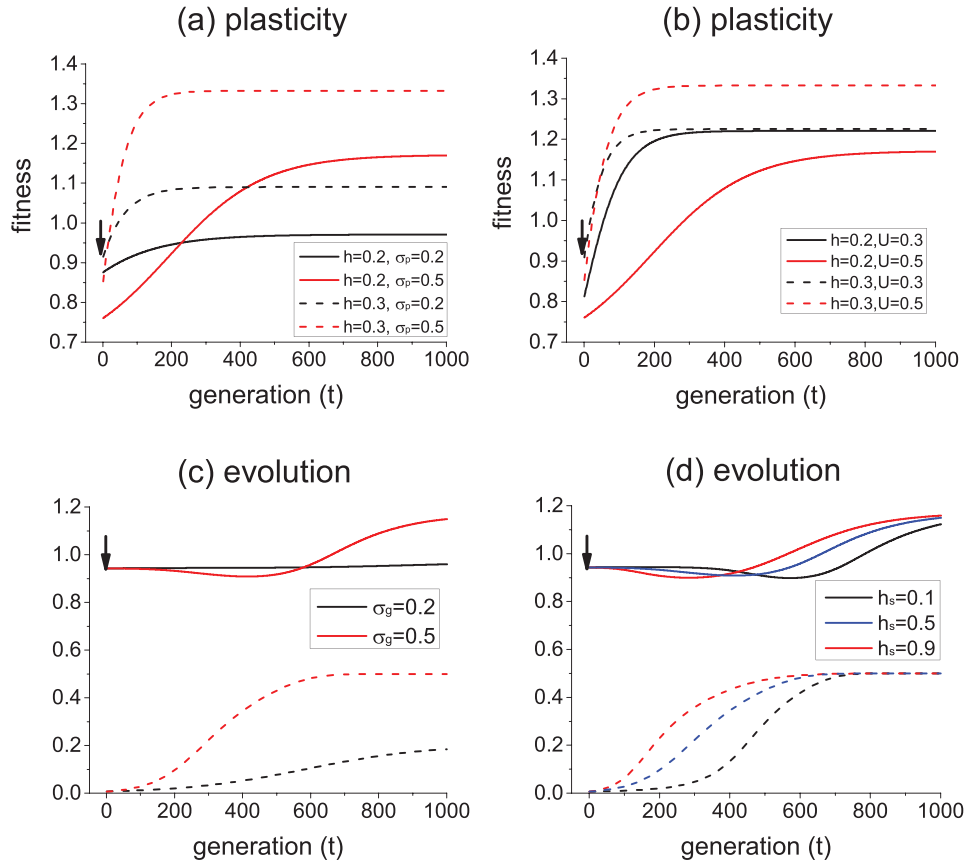 (a) plasticity
fitness
1.4
1.3
1.2
1.1
1.0
0.9
0.8
0.7
0 200 400 600 800 1000
generation (t)
h=0.2, σp=0.2
h=0.2, σp=0.5
h=0.3, σp=0.2
h=0.3, σp=0.5
(b) plasticity
fitness
1.4
1.3
1.2
1.1
1.0
0.9
0.8
0.7
0 200 400 600 800 1000
generation (t)
h=0.2,U=0.3
h=0.2,U=0.5
h=0.3,U=0.3
h=0.3,U=0.5
(c) evolution
1.2
1.0
0.8
0.6
0.4
0.2
0.0
0 200 400 600 800 1000
generation (t)
σg=0.2
σg=0.5
(d) evolution
1.2
1.0
0.8
0.6
0.4
0.2
0.0
0 200 400 600 800 1000
generation (t)
hs=0.1
hs=0.5
hs=0.9